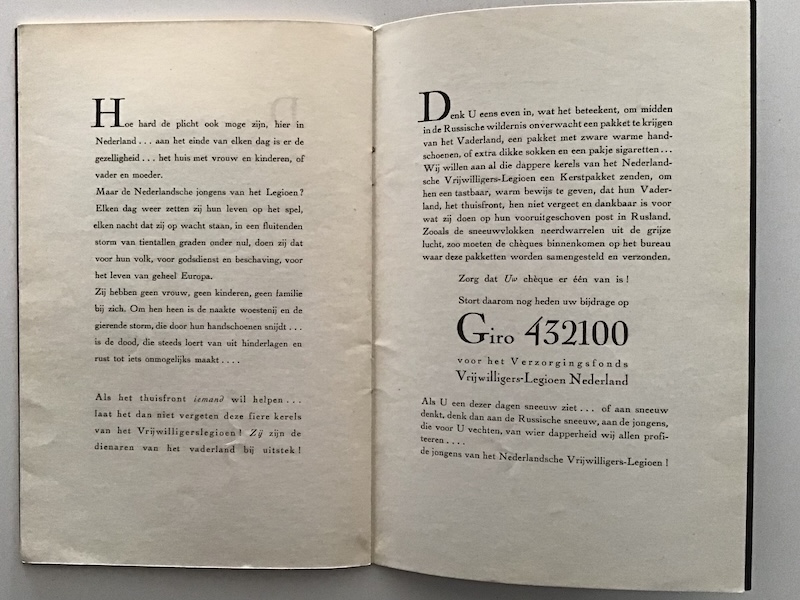 Hoe hard de plicht ook moge zijn, hier in
Nederland . . . aan het einde van elken dag is er de
gezelligheid . . . het huis met vrouw en kinderen, of
vader en moeder.
Maar de Nederlandsche jongens van het Legioen?
Elken dag weer zetten zij hun leven op het spel,
elken nacht dat zij op wacht staan, in een fluitenden
storm van tientallen graden onder nul, doen zij dat
voor hun volk, voor godsdienst en beschaving, voor
het leven van geheel Europa.
Zij hebben geen vrouw, geen kinderen, geen familie
bij zich. Om hen heen is de naakte woestenij en de
gierende storm, die door hun handschoenen snijdt . . .
is de dood, die steeds loert van uit hinderlagen en
rust tot iets onmogelijks maakt . . . .
Als het thuisfront iemand wil helpen . . .
laat het dan niet vergeten deze fiere kerels
van het Vrijwilligerslegioen! Zij zijn de
dienaren van het vaderland bij uitstek!
Denk U eens even in, wat het beteekent, om midden
in de Russische wildernis onverwacht een pakket te krijgen
van het Vaderland, een pakket met zware warme hand-
schoenen, of extra dikke sokken en een pakje sigaretten . . .
Wij willen aan al die dappere kerels van het Nederland-
sche Vrijwilligers-Legioen een Kerstpakket zenden, om
hen een tastbaar, warm bewijs te geven, dat hun Vader-
land, het thuisfront, hen niet vergeet en dankbaar is voor
wat zij doen op hun vooruitgeschoven post in Rusland.
Zooals de sneeuwvlokken neerdwarrelen uit de grijze
lucht, zoo moeten de chèques binnenkomen op het bureau
waar deze pakketten worden samengesteld en verzonden.
Zorg dat Uw chèque er één van is!
Stort daarom nog heden uw bijdrage op
Giro 432100
voor het Verzorgingsfonds
Vrijwilligers-Legioen Nederland
Als U een dezer dagen sneeuw ziet . . . of aan sneeuw
denkt, denk dan aan de Russische sneeuw, aan de jongens,
die voor U vechten, van wier dapperheid wij allen profi-
teeren . . . .
de jongens van het Nederlandsche Vrijwilligers-Legioen!